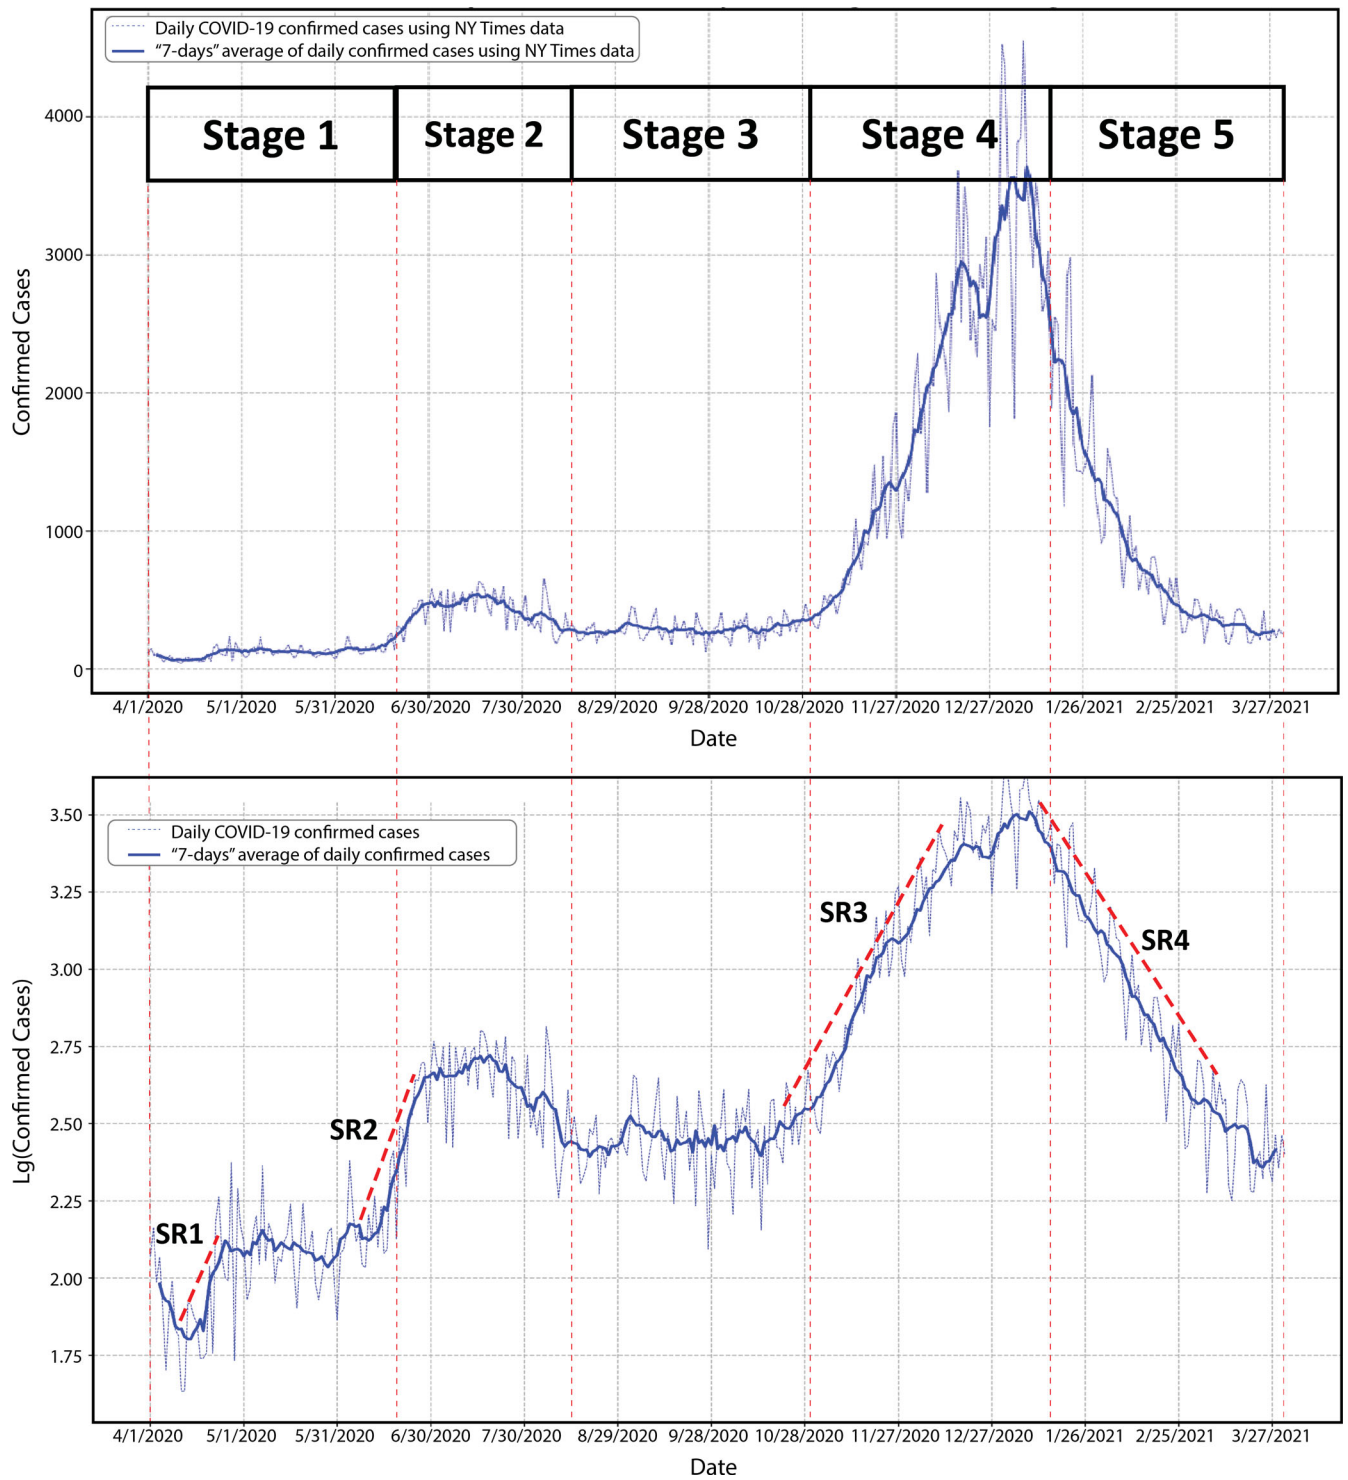 Daily COVID-19 confirmed cases using NY Times data
“7-days” average of daily confirmed cases using NY Times data
Stage 1 Stage 2 Stage 3 Stage 4 Stage 5
Confirmed Cases
4000
3000
2000
1000
0
4/1/2020 5/1/2020 5/31/2020 6/30/2020 7/30/2020 8/29/2020 9/28/2020 10/28/2020 11/27/2020 12/27/2020 1/26/2021 2/25/2021 3/27/2021
Date
Daily COVID-19 confirmed cases
“7-days” average of daily confirmed cases
Lg(Confirmed Cases)
3.50
3.25
3.00
2.75
2.50
2.25
2.00
1.75
SR3
SR4
SR2
SR1
4/1/2020 5/1/2020 5/31/2020 6/30/2020 7/30/2020 8/29/2020 9/28/2020 10/28/2020 11/27/2020 12/27/2020 1/26/2021 2/25/2021 3/27/2021
Date